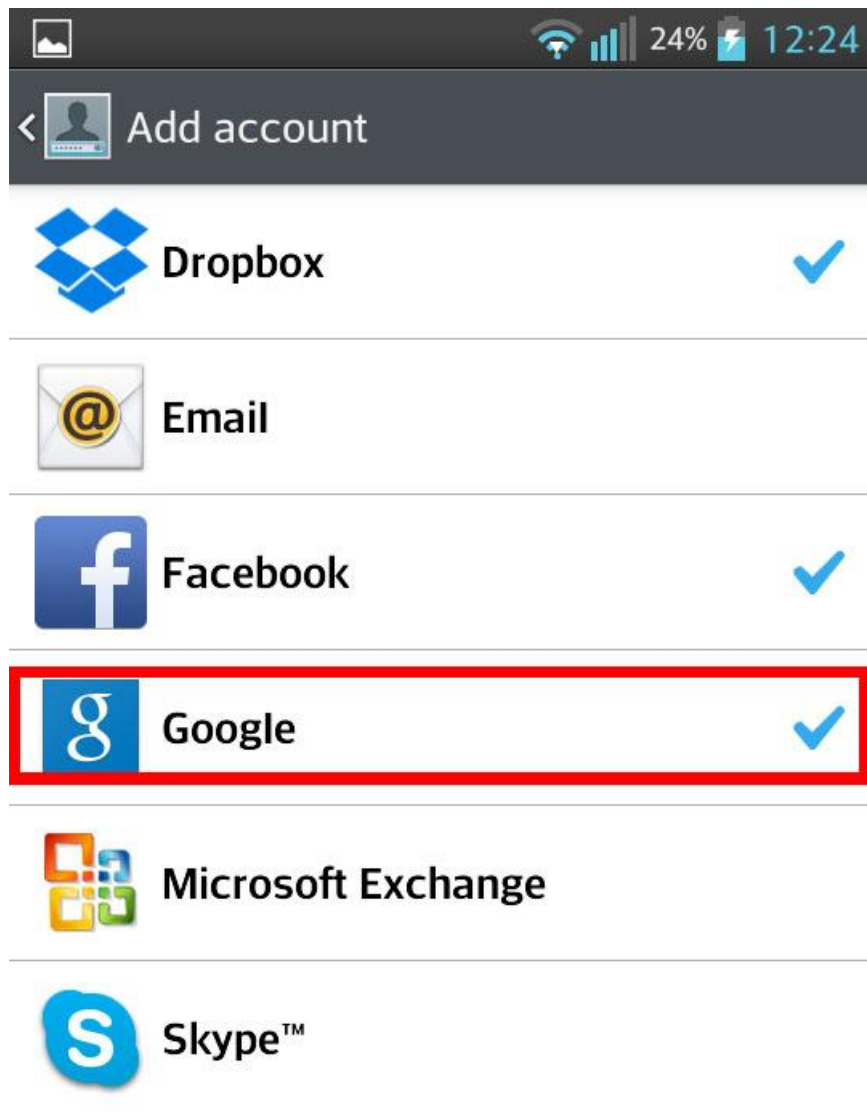 24% 12:24
Add account
Dropbox
@
Email
f
Facebook
g
Google
Microsoft Exchange
S
Skype™